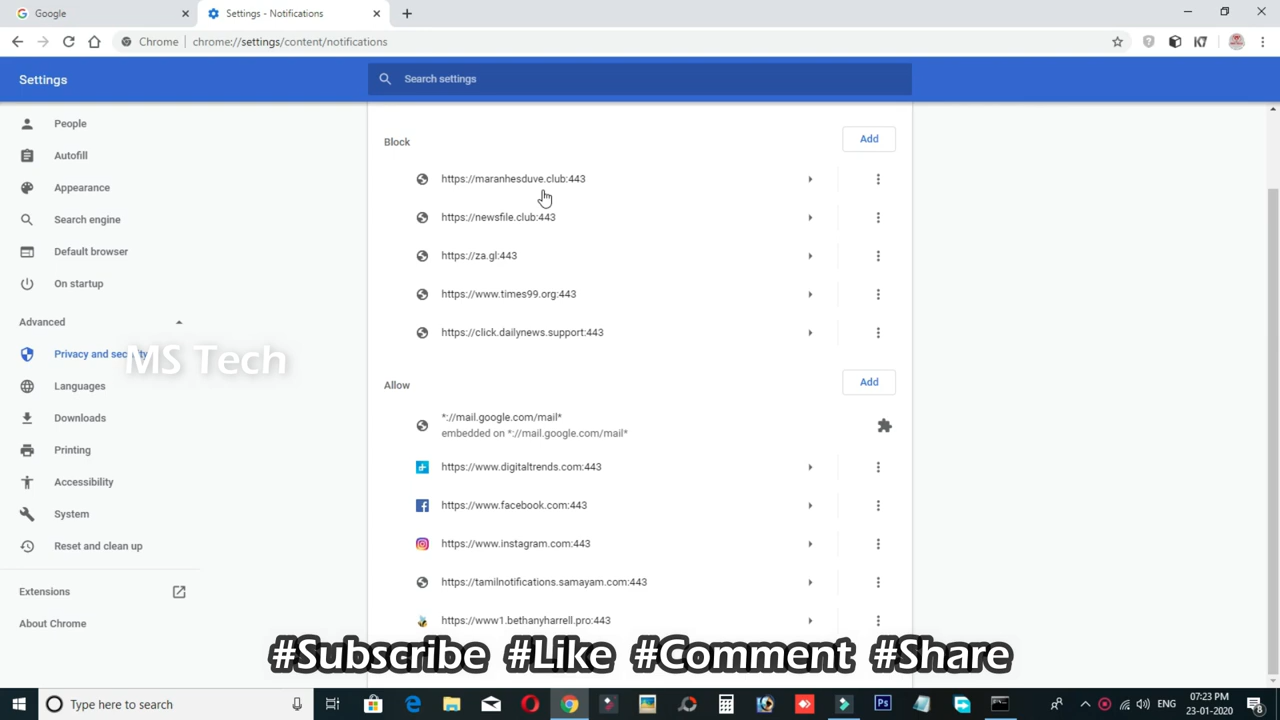 Google
Settings - Notifications
Chrome
chrome://settings/content/notifications
K7
Settings
Search settings
People
Autofill
Appearance
Search engine
Default browser
On startup
Advanced
Privacy and security
Languages
Downloads
Printing
Accessibility
System
Reset and clean up
Extensions
About Chrome
MS Tech
Block
Add
https://maranhesduve.club:443
https://newsfile.club:443
https://za.gl:443
https://www.times99.org:443
https://click.dailynews.support:443
Allow
Add
*://mail.google.com/mail*
embedded on *://mail.google.com/mail*
https://www.digitaltrends.com:443
https://www.facebook.com:443
https://www.instagram.com:443
https://tamilnotifications.samayam.com:443
https://www1.bethanyharrell.pro:443
#Subscribe #Like #Comment #Share
Type here to search
ENG
07:23 PM
23-01-2020